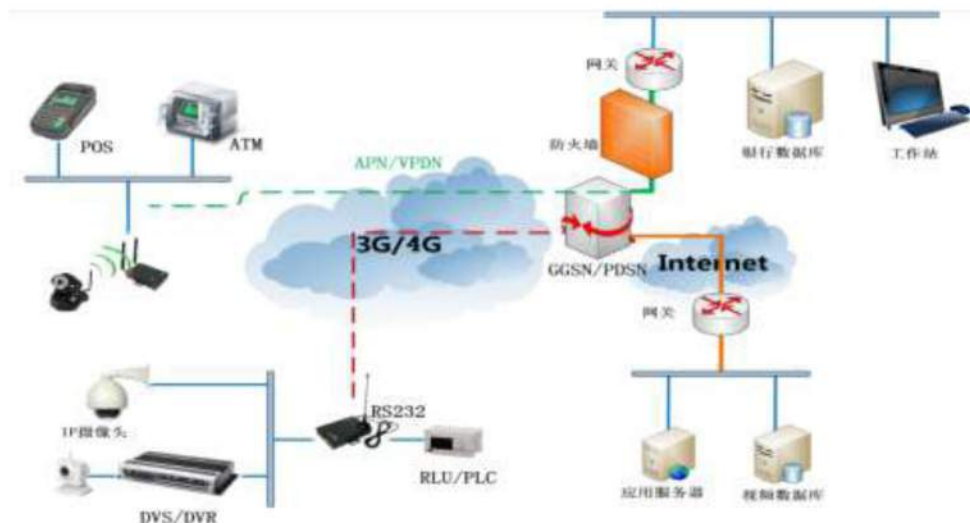 网关
POS
ATM
防火墙
银行数据库
工作站
APN/VPDN
3G/4G
GGSN/PDSN
Internet
网关
IP摄像头
RS232
RLU/PLC
DVS/DVR
应用服务器
视频数据库